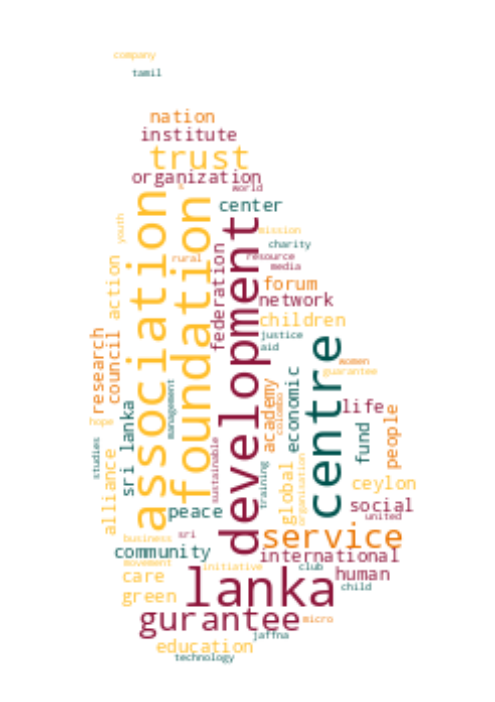 company
tamil
nation
institute
trust
organization
world
center
youth
association
foundation
development
mission
charity
rural
resource
media
federation
action
forum
network
children
justice
aid
centre
research
council
women
guarantee
hope
management
academy
colombo
economic
life
people
fund
sri lanka
studies
alliance
sustainable
training
global
organisation
ceylon
social
united
peace
sri
service
business
community
international
movement
care
initiative
club
human
child
green
lanka
gurantee
micro
jaffna
education
technology